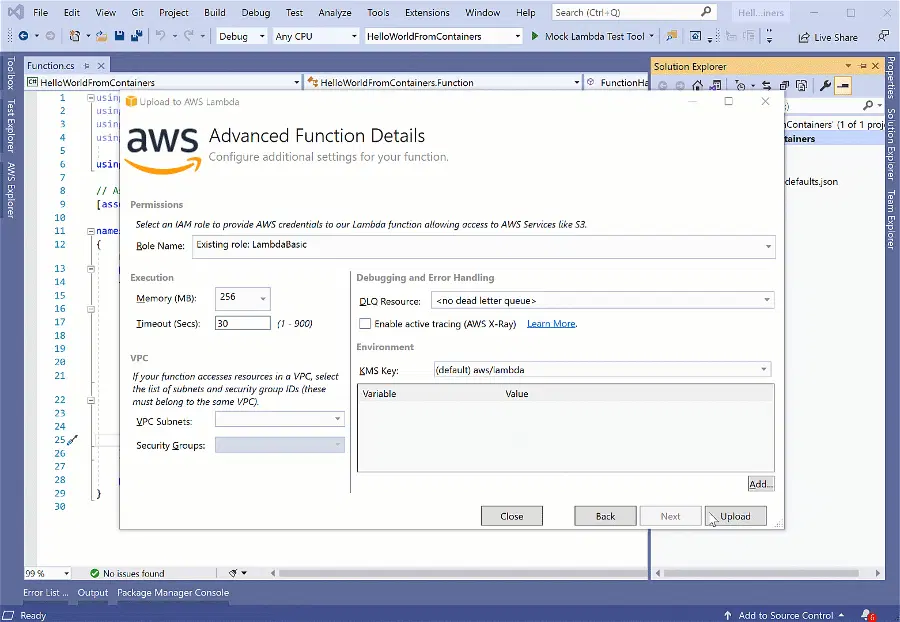 File Edit View Git Project Build Debug Test Analyze Tools Extensions Window Help Search (Ctrl+Q) Hell...iners
Debug Any CPU HelloWorldFromContainers Mock Lambda Test Tool Live Share
Toolbox
Test Explorer
AWS Explorer
Function.cs
HelloWorldFromContainers HelloWorldFromContainers.Function FunctionHa
Solution Explorer
Properties
Solution Explorer
Team Explorer
Containers' (1 of 1 proj
tainers
defaults.json
1 using
2 using
3 using
4 using
5
6 using
7
8 // As
9 [asse
10
11 names
12 {
13
14
15
16
17
18
19
20
21
22
23
24
25
26
27
28
29 }
30
Upload to AWS Lambda
aws
Advanced Function Details
Configure additional settings for your function.
Permissions
Select an IAM role to provide AWS credentials to our Lambda function allowing access to AWS Services like S3.
Role Name: Existing role: LambdaBasic
Execution
Memory (MB): 256
Timeout (Secs): 30 (1 - 900)
VPC
If your function accesses resources in a VPC, select
the list of subnets and security group IDs (these
must belong to the same VPC).
VPC Subnets:
Security Groups:
Debugging and Error Handling
DLQ Resource: <no dead letter queue>
Enable active tracing (AWS X-Ray) Learn More.
Environment
KMS Key: (default) aws/lambda
Variable Value
Add...
Close Back Next Upload
99 % No issues found
Error List ... Output Package Manager Console
Ready Add to Source Control 6